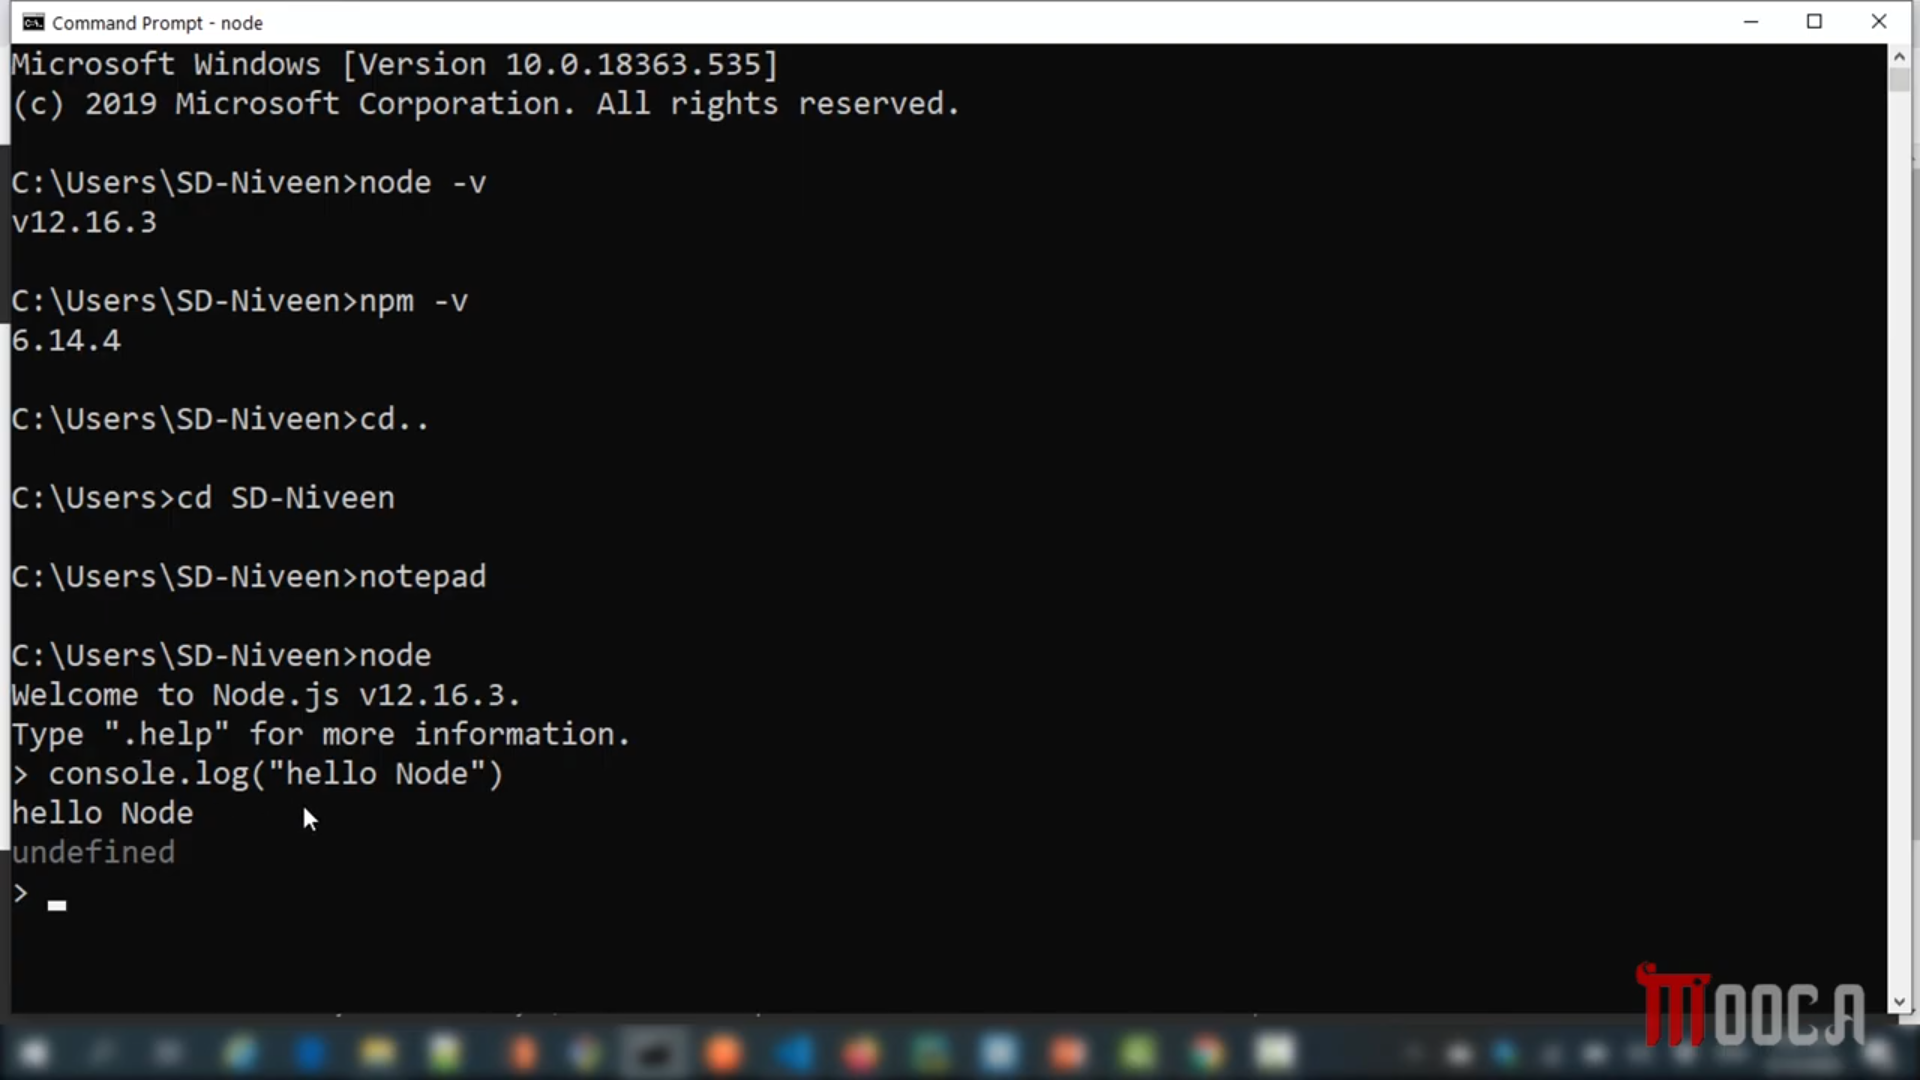 Command Prompt - node
Microsoft Windows [Version 10.0.18363.535]
(c) 2019 Microsoft Corporation. All rights reserved.
C:\Users\SD-Niveen>node -v
v12.16.3
C:\Users\SD-Niveen>npm -v
6.14.4
C:\Users\SD-Niveen>cd..
C:\Users>cd SD-Niveen
C:\Users\SD-Niveen>notepad
C:\Users\SD-Niveen>node
Welcome to Node.js v12.16.3.
Type ".help" for more information.
> console.log("hello Node")
hello Node
undefined
>
MOOCA